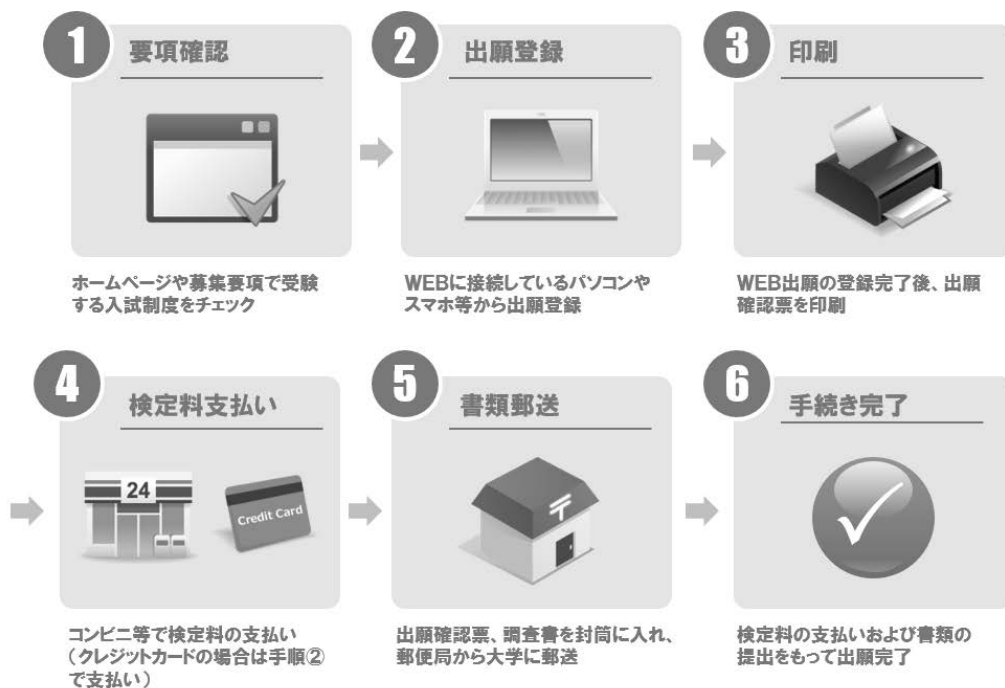 1 要項確認
ホームページや募集要項で受験
する入試制度をチェック
2 出願登録
WEBに接続しているパソコンや
スマホ等から出願登録
3 印刷
WEB出願の登録完了後、出願
確認票を印刷
4 検定料支払い
24
Credit Card
コンビニ等で検定料の支払い
（クレジットカードの場合は手順②
で支払い）
5 書類郵送
〒
出願確認票、調査書を封筒に入れ、
郵便局から大学に郵送
6 手続き完了
検定料の支払いおよび書類の
提出をもって出願完了